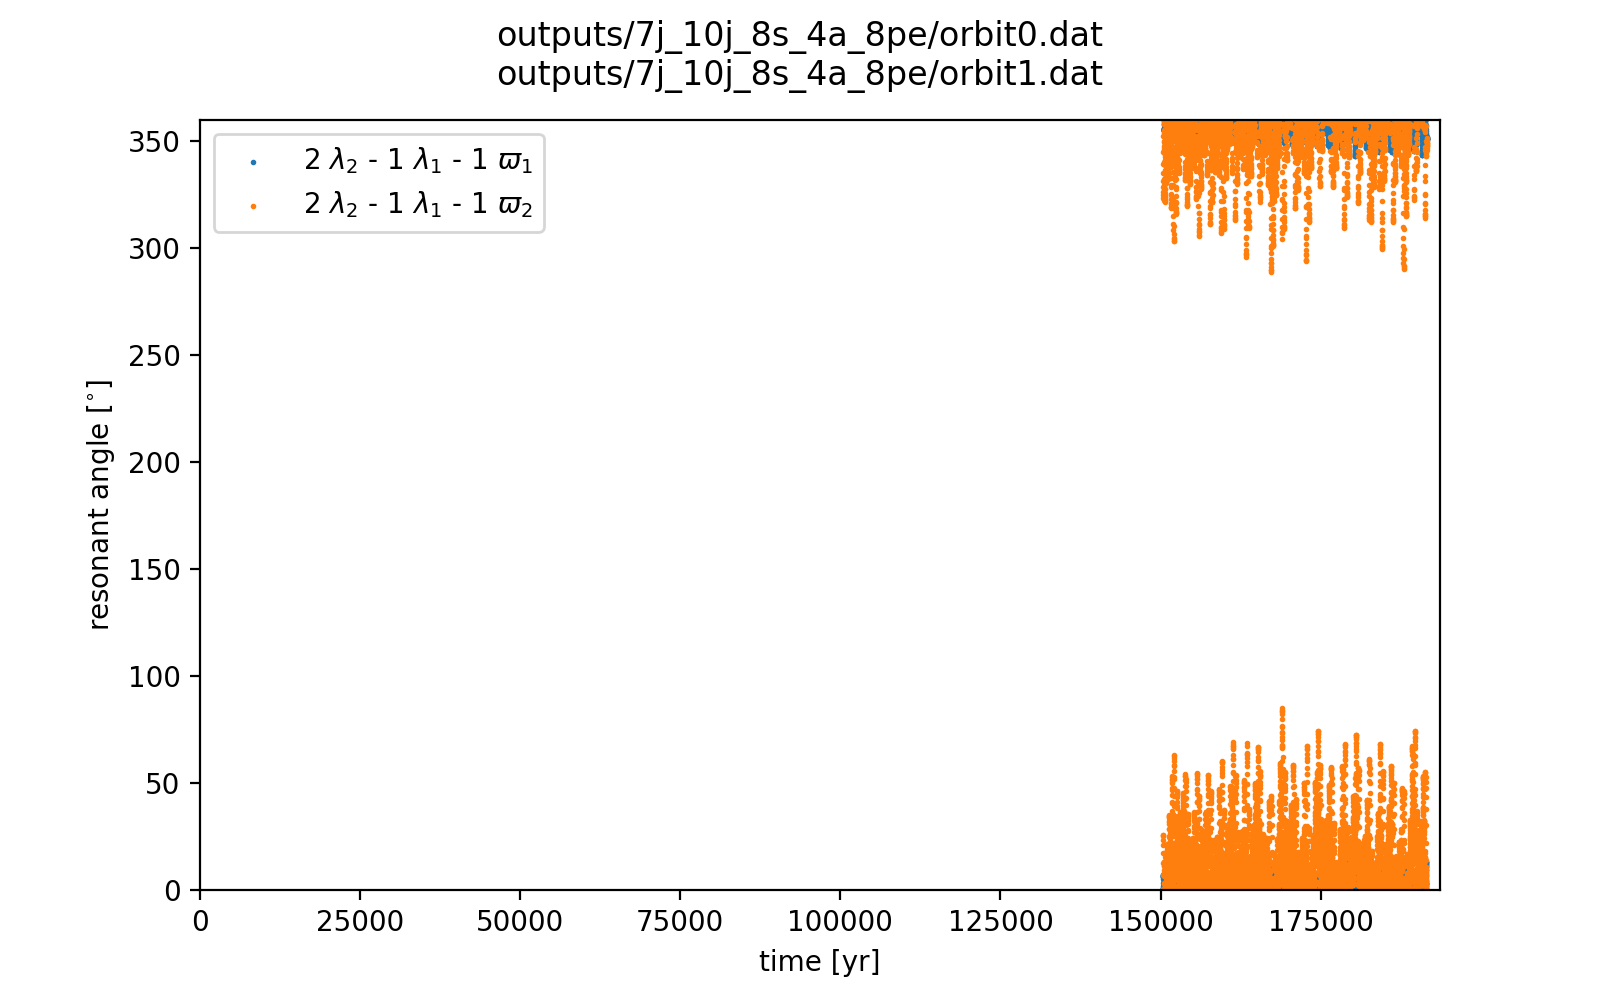 outputs/7j_10j_8s_4a_8pe/orbit0.dat
outputs/7j_10j_8s_4a_8pe/orbit1.dat
350
300
250
200
150
100
50
0
resonant angle [°]
2 λ₂ - 1 λ₁ - 1 ϖ₁
2 λ₂ - 1 λ₁ - 1 ϖ₂
0 25000 50000 75000 100000 125000 150000 175000
time [yr]